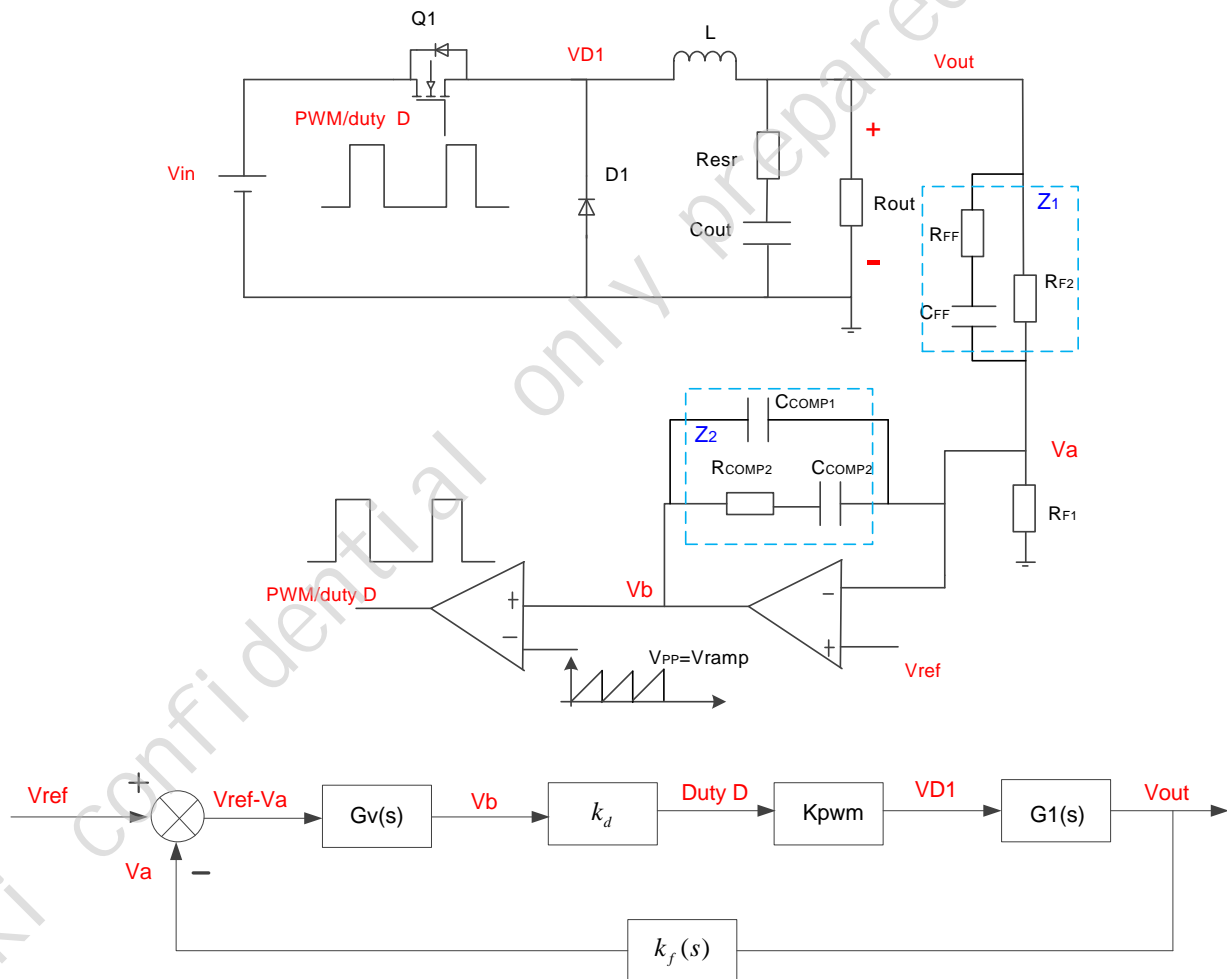 Q1
L
VD1
Vout
PWM/duty D
+
Vin
Resr
D1
Rout
Cout
-
Z1
RFF
RF2
CFF
CCOMP1
Z2
RCOMP2
CCOMP2
Va
RF1
PWM/duty D
+
-
Vb
-
+
Vref
VPP=Vramp
+
Vref
Vref-Va
Gv(s)
Vb
kd
Duty D
Kpwm
VD1
G1(s)
Vout
Va
-
kf(s)
ki confidential only prepared